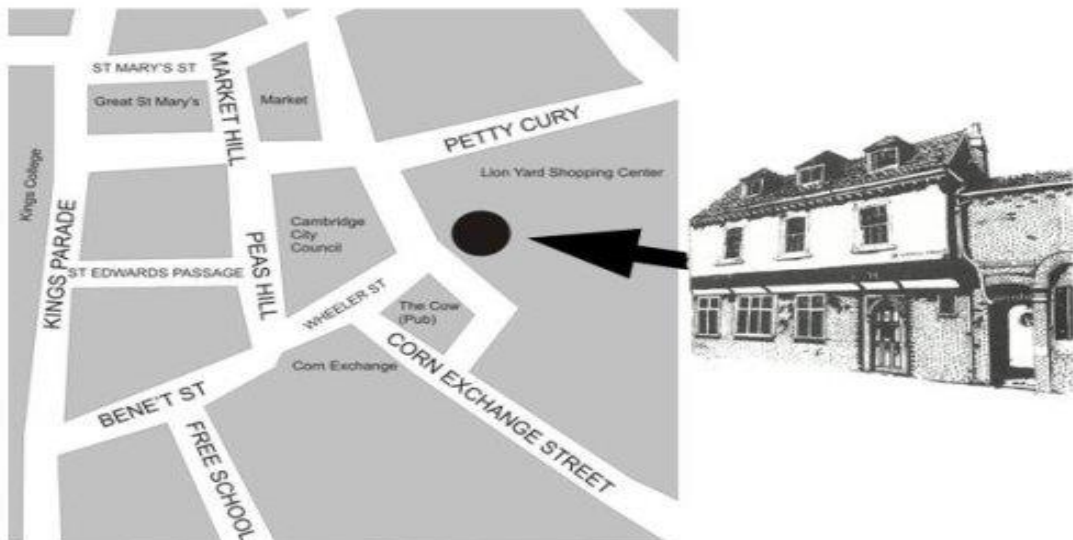 ST MARY'S ST
Great St Mary's
MARKET HILL
Market
PETTY CURY
Lion Yard Shopping Center
Kings College
KINGS PARADE
Cambridge
City
Council
PEAS HILL
ST EDWARDS PASSAGE
WHEELER ST
The Cow
(Pub)
Corn Exchange
CORN EXCHANGE STREET
BENE'T ST
FREE SCHOOL